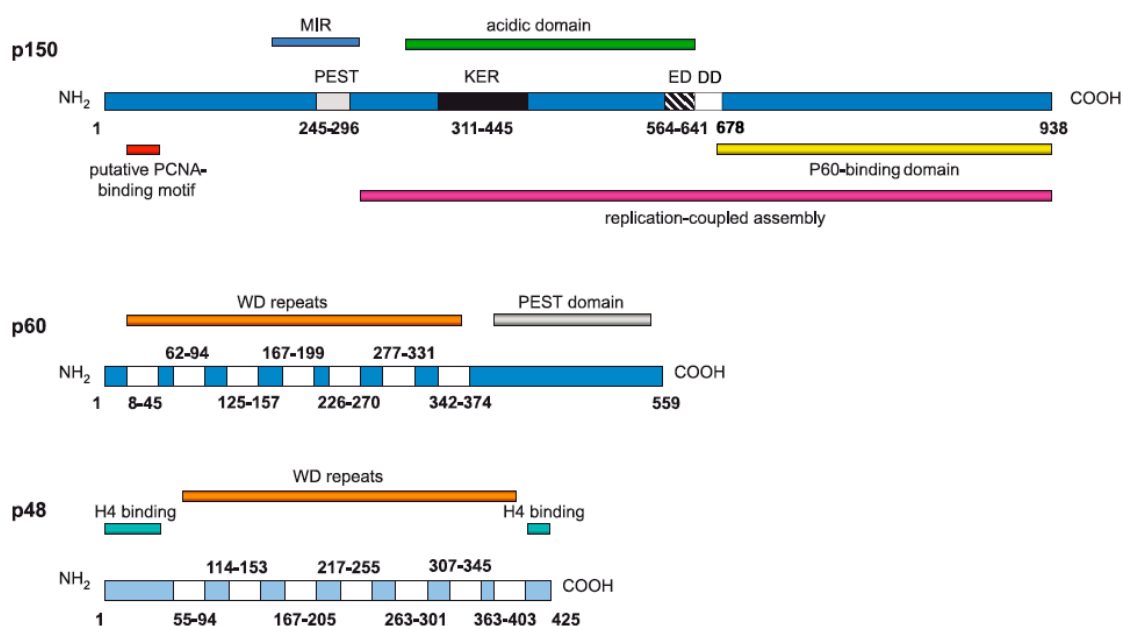 MIR
acidic domain
p150
PEST
KER
ED DD
NH2
COOH
1
245-296
311-445
564-641 678
938
putative PCNA-
binding motif
P60-binding domain
replication-coupled assembly
WD repeats
PEST domain
p60
62-94
167-199
277-331
NH2
COOH
1
8-45
125-157
226-270
342-374
559
WD repeats
p48
H4 binding
H4 binding
114-153
217-255
307-345
NH2
COOH
1
55-94
167-205
263-301
363-403
425